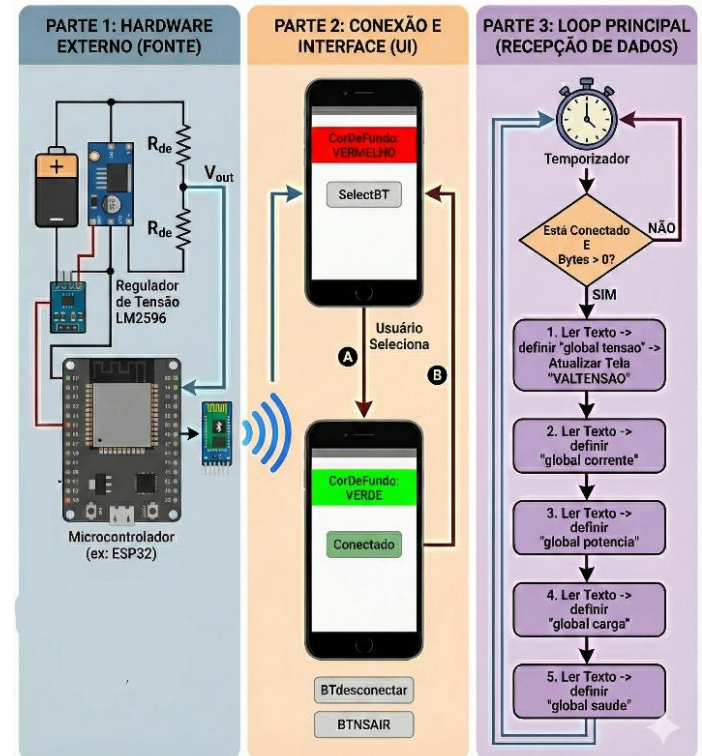 PARTE 1: HARDWARE
EXTERNO (FONTE)
+
Rde
Vout
Rde
Regulador
de Tensão
LM2596
Microcontrolador
(ex: ESP32)
PARTE 2: CONEXÃO E
INTERFACE (UI)
CorDeFundo:
VERMELHO
SelectBT
Usuário
Seleciona
A
B
CorDeFundo:
VERDE
Conectado
BTdesconectar
BTNSAIR
PARTE 3: LOOP PRINCIPAL
(RECEPÇÃO DE DADOS)
Temporizador
Está Conectado
E
Bytes > 0?
NÃO
SIM
1. Ler Texto ->
definir "global tensao" ->
Atualizar Tela
"VALTENSAO"
2. Ler Texto ->
definir
"global corrente"
3. Ler Texto ->
definir
"global potencia"
4. Ler Texto ->
definir
"global carga"
5. Ler Texto ->
definir
"global saude"